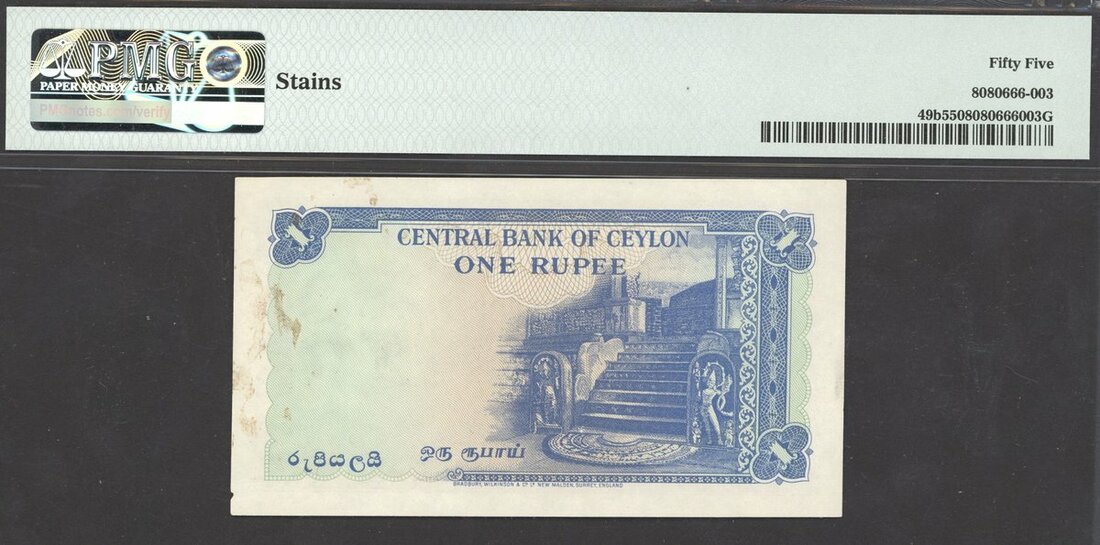 PMG
PAPER MONEY GUARANTY
PMGnotes.com/verify
Stains
Fifty Five
8080666-003
49b5508080666003G
CENTRAL BANK OF CEYLON
ONE RUPEE
රුපියලයි
ஒரு ரூபாய்
BRADBURY, WILKINSON & Cº Lᵈ NEW MALDEN, SURREY, ENGLAND